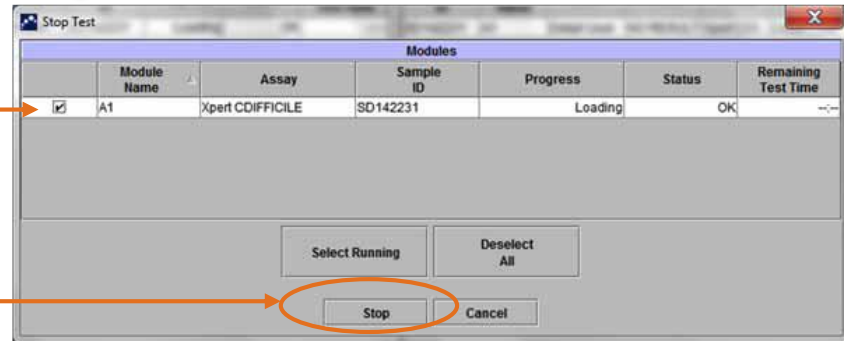 Stop Test
Modules
Module Name Assay Sample ID Progress Status Remaining Test Time
A1 Xpert CDIFFICILE SD142231 Loading OK --:--
Select Running Deselect All
Stop Cancel